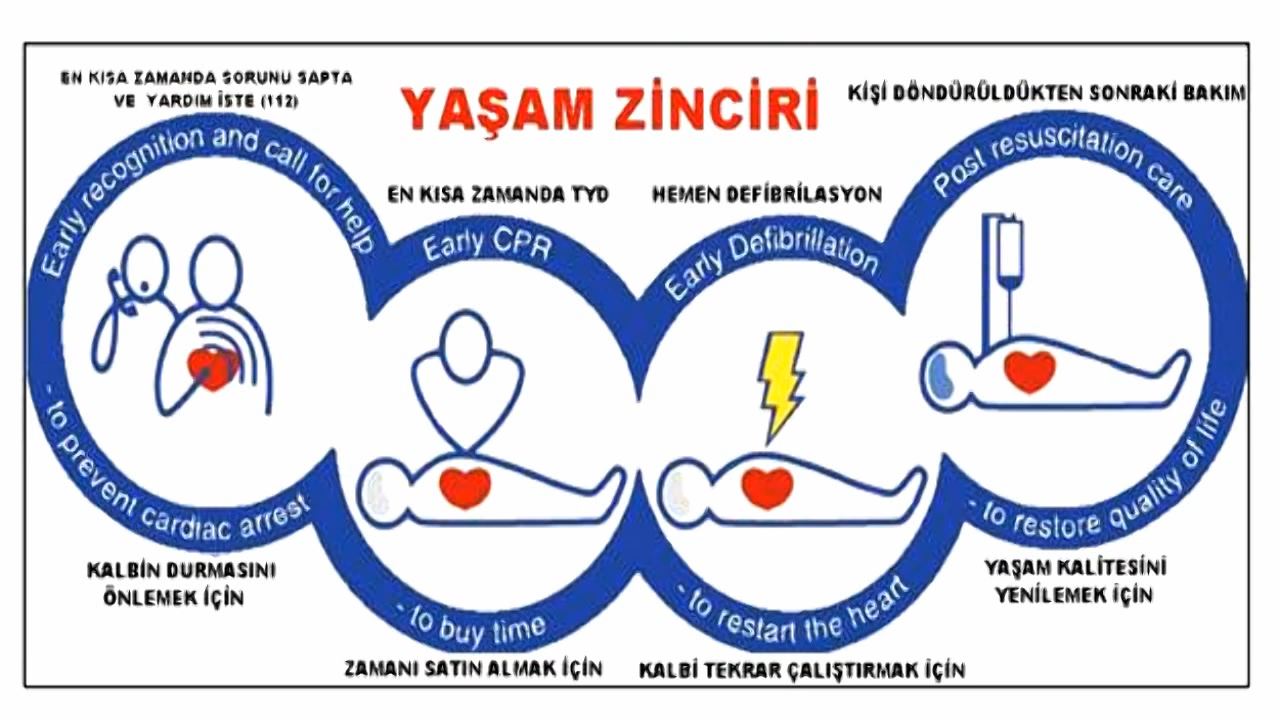 EN KISA ZAMANDA SORUNU SAPTA
VE YARDIM İSTE (112)
YAŞAM ZİNCİRİ
KİŞİ DÖNDÜRÜLDÜKTEN SONRAKİ BAKIM
EN KISA ZAMANDA TYD
HEMEN DEFİBRİLASYON
Early recognition and call for help
Early CPR
Early Defibrillation
Post resuscitation care
- to prevent cardiac arrest
- to buy time
- to restart the heart
- to restore quality of life
KALBİN DURMASINI
ÖNLEMEK İÇİN
YAŞAM KALİTESİNİ
YENİLEMEK İÇİN
ZAMANI SATIN ALMAK İÇİN
KALBİ TEKRAR ÇALIŞTIRMAK İÇİN